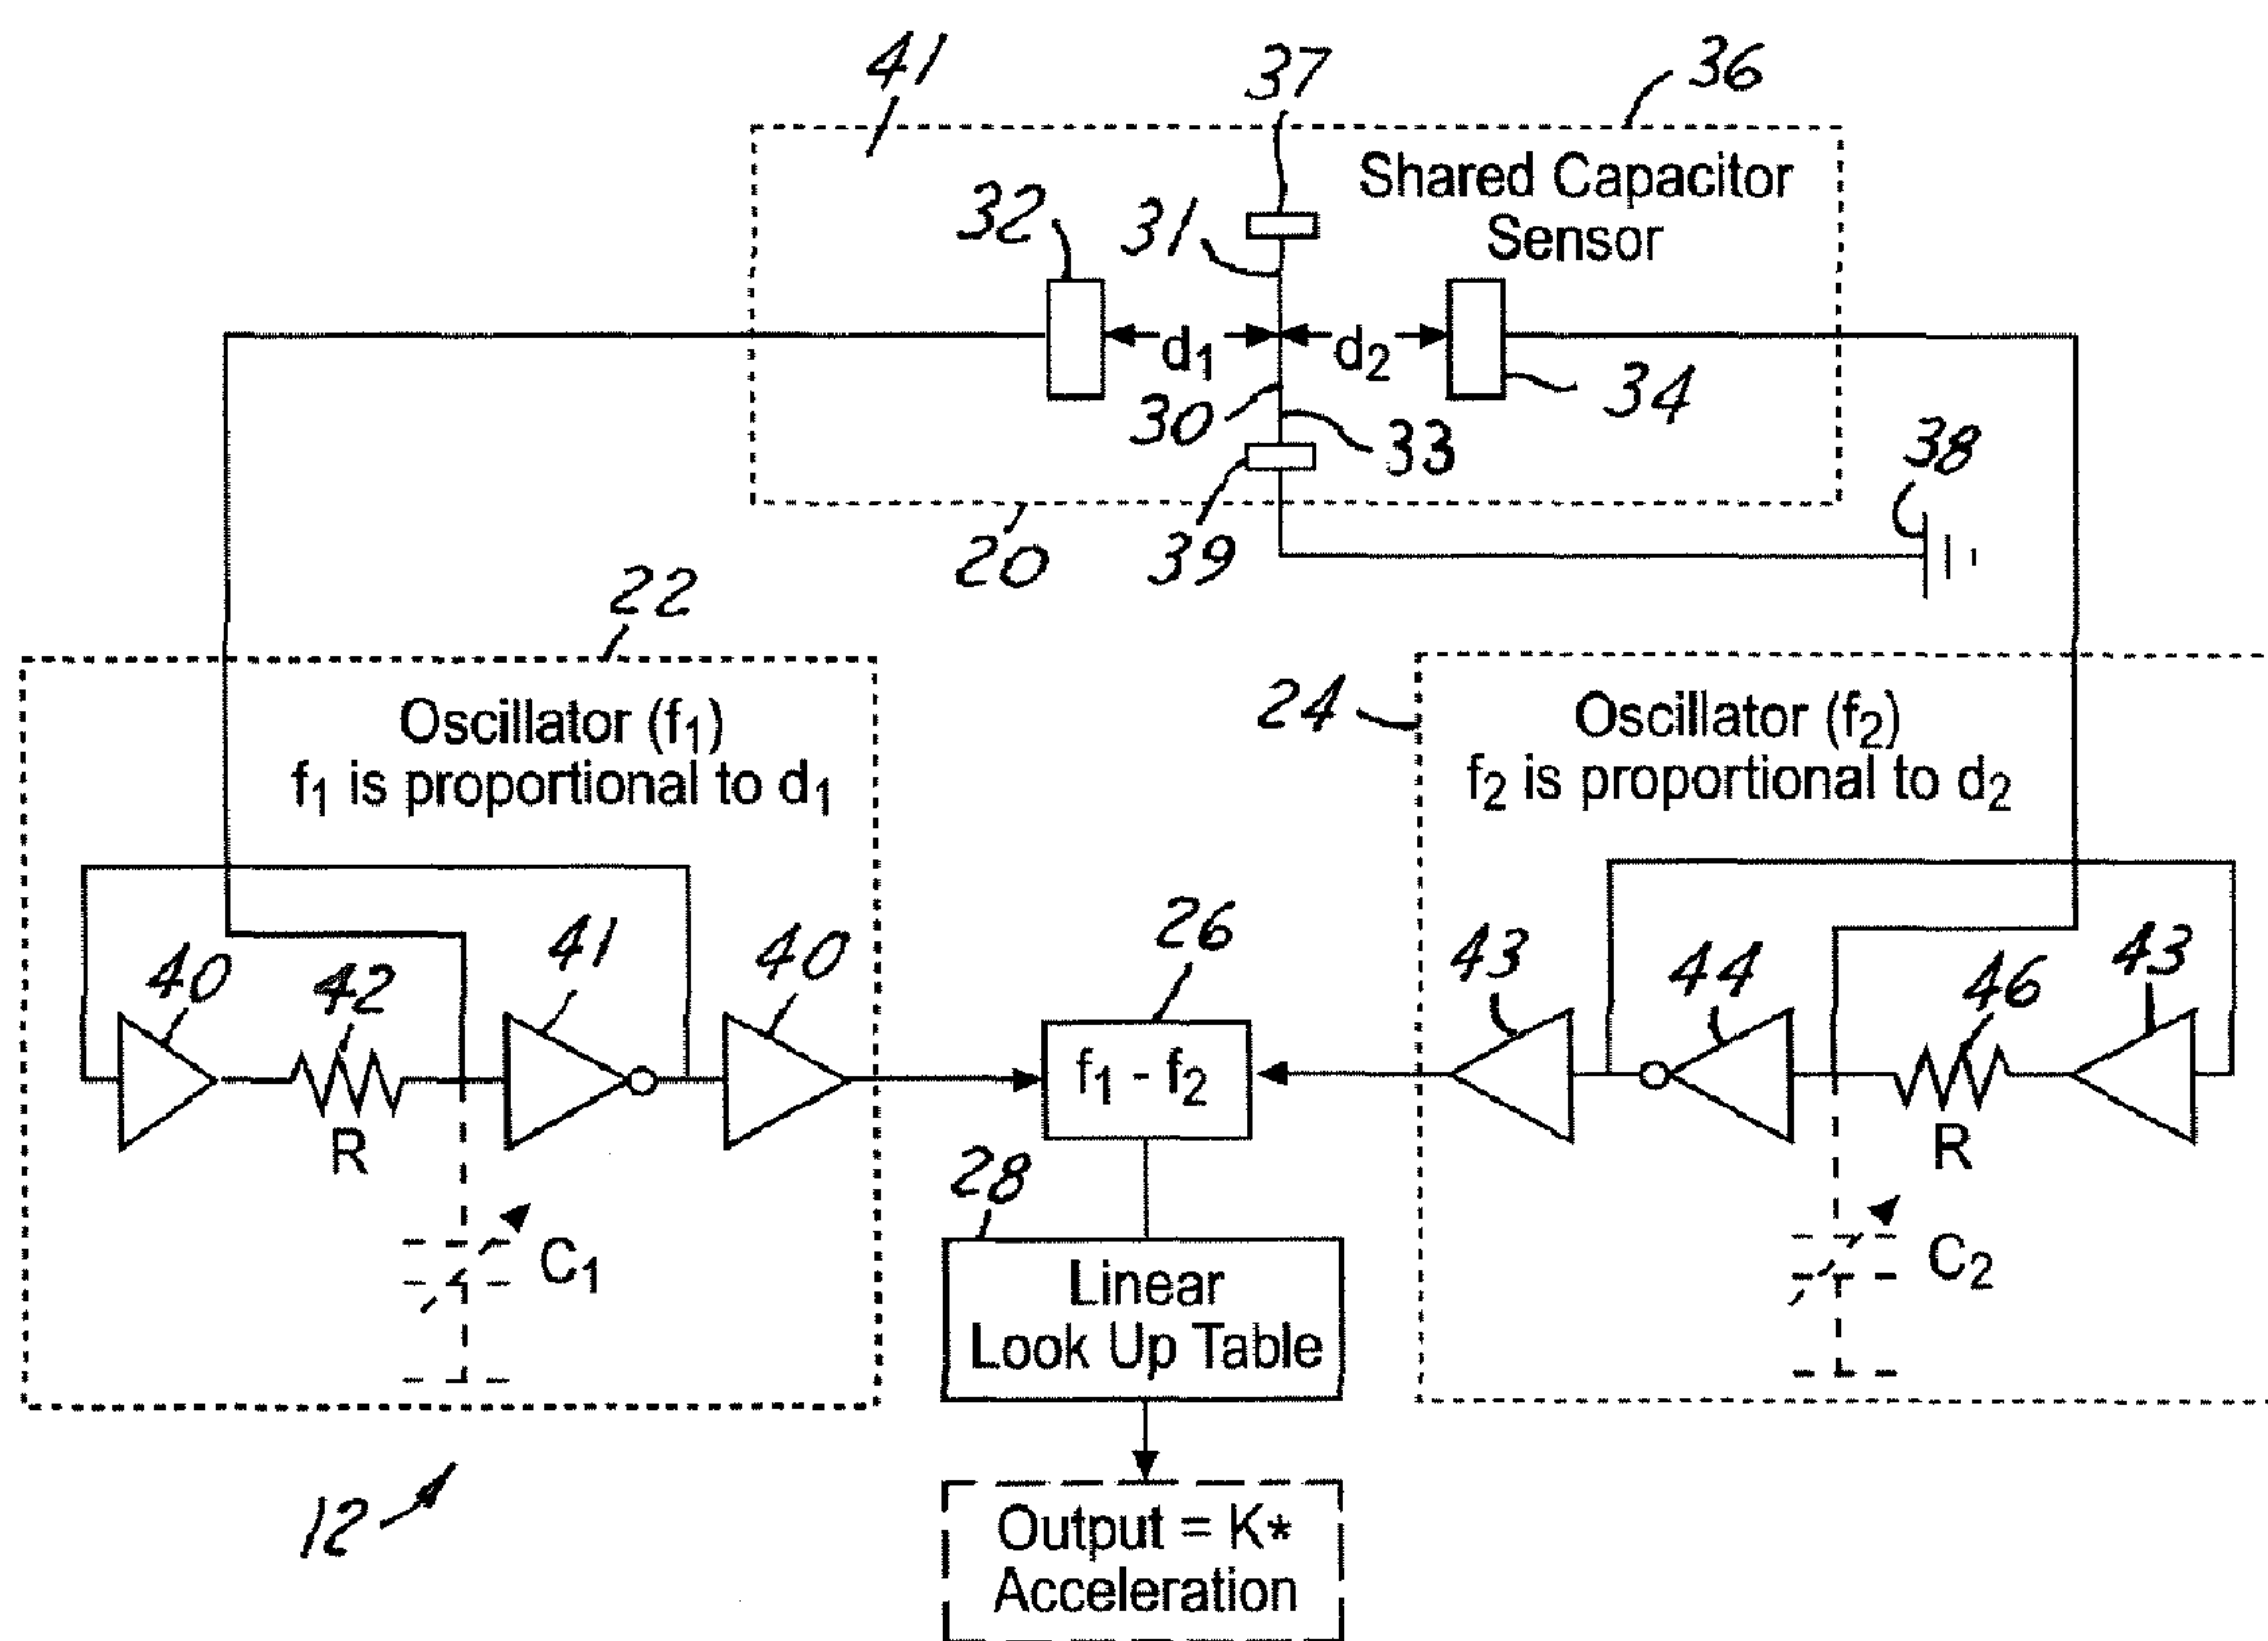 41
37
36
Shared Capacitor
Sensor
32
31
d1
d2
30
33
34
38
20
39
22
Oscillator (f1)
f1 is proportional to d1
24
Oscillator (f2)
f2 is proportional to d2
40
42
41
40
26
43
44
46
43
f1 - f2
R
R
28
C1
C2
Linear
Look Up Table
12
Output = K*
Acceleration